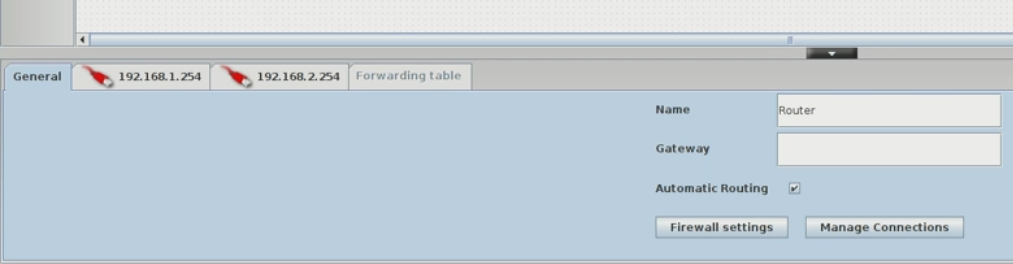 General 192.168.1.254 192.168.2.254 Forwarding table
Name Router
Gateway
Automatic Routing
Firewall settings Manage Connections